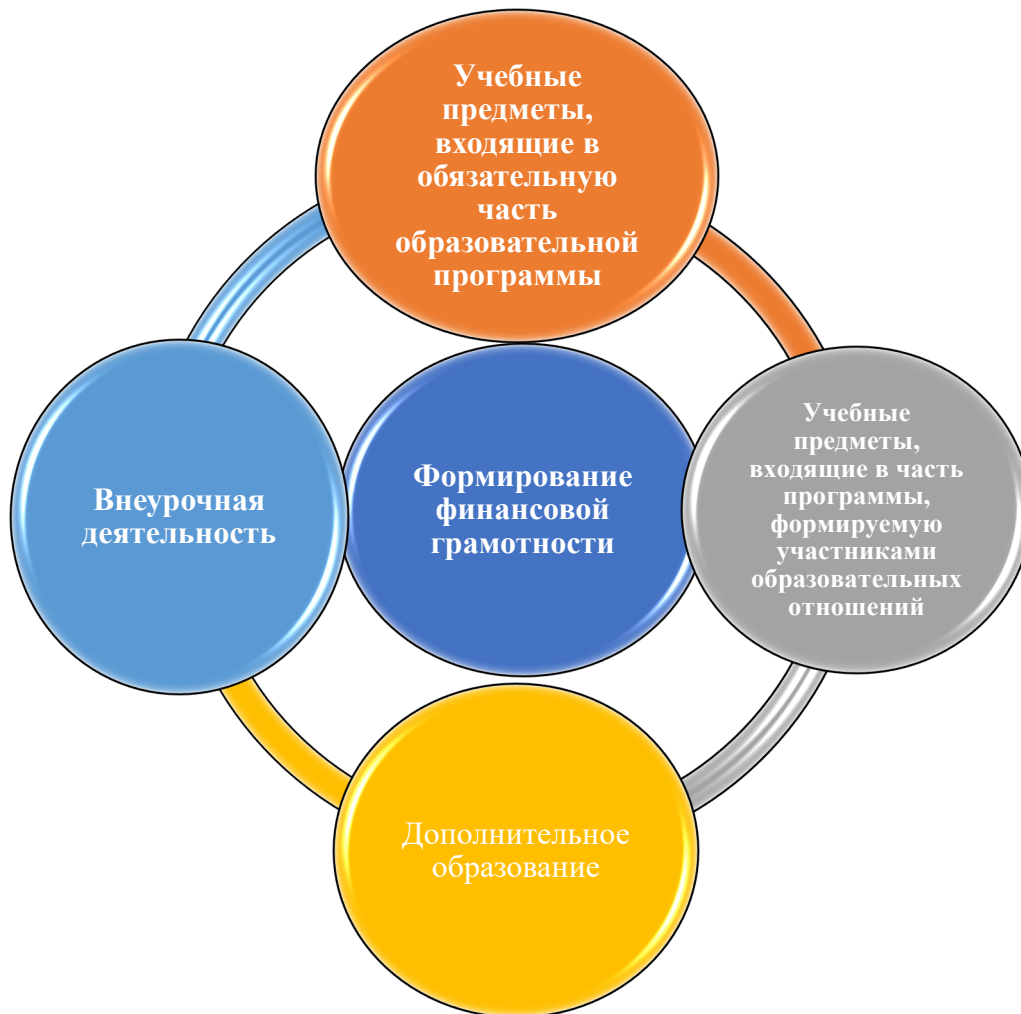 Учебные
предметы,
входящие в
обязательную
часть
образовательной
программы
Внеурочная
деятельность
Формирование
финансовой
грамотности
Учебные
предметы,
входящие в часть
программы,
формируемую
участниками
образовательных
отношений
Дополнительное
образование